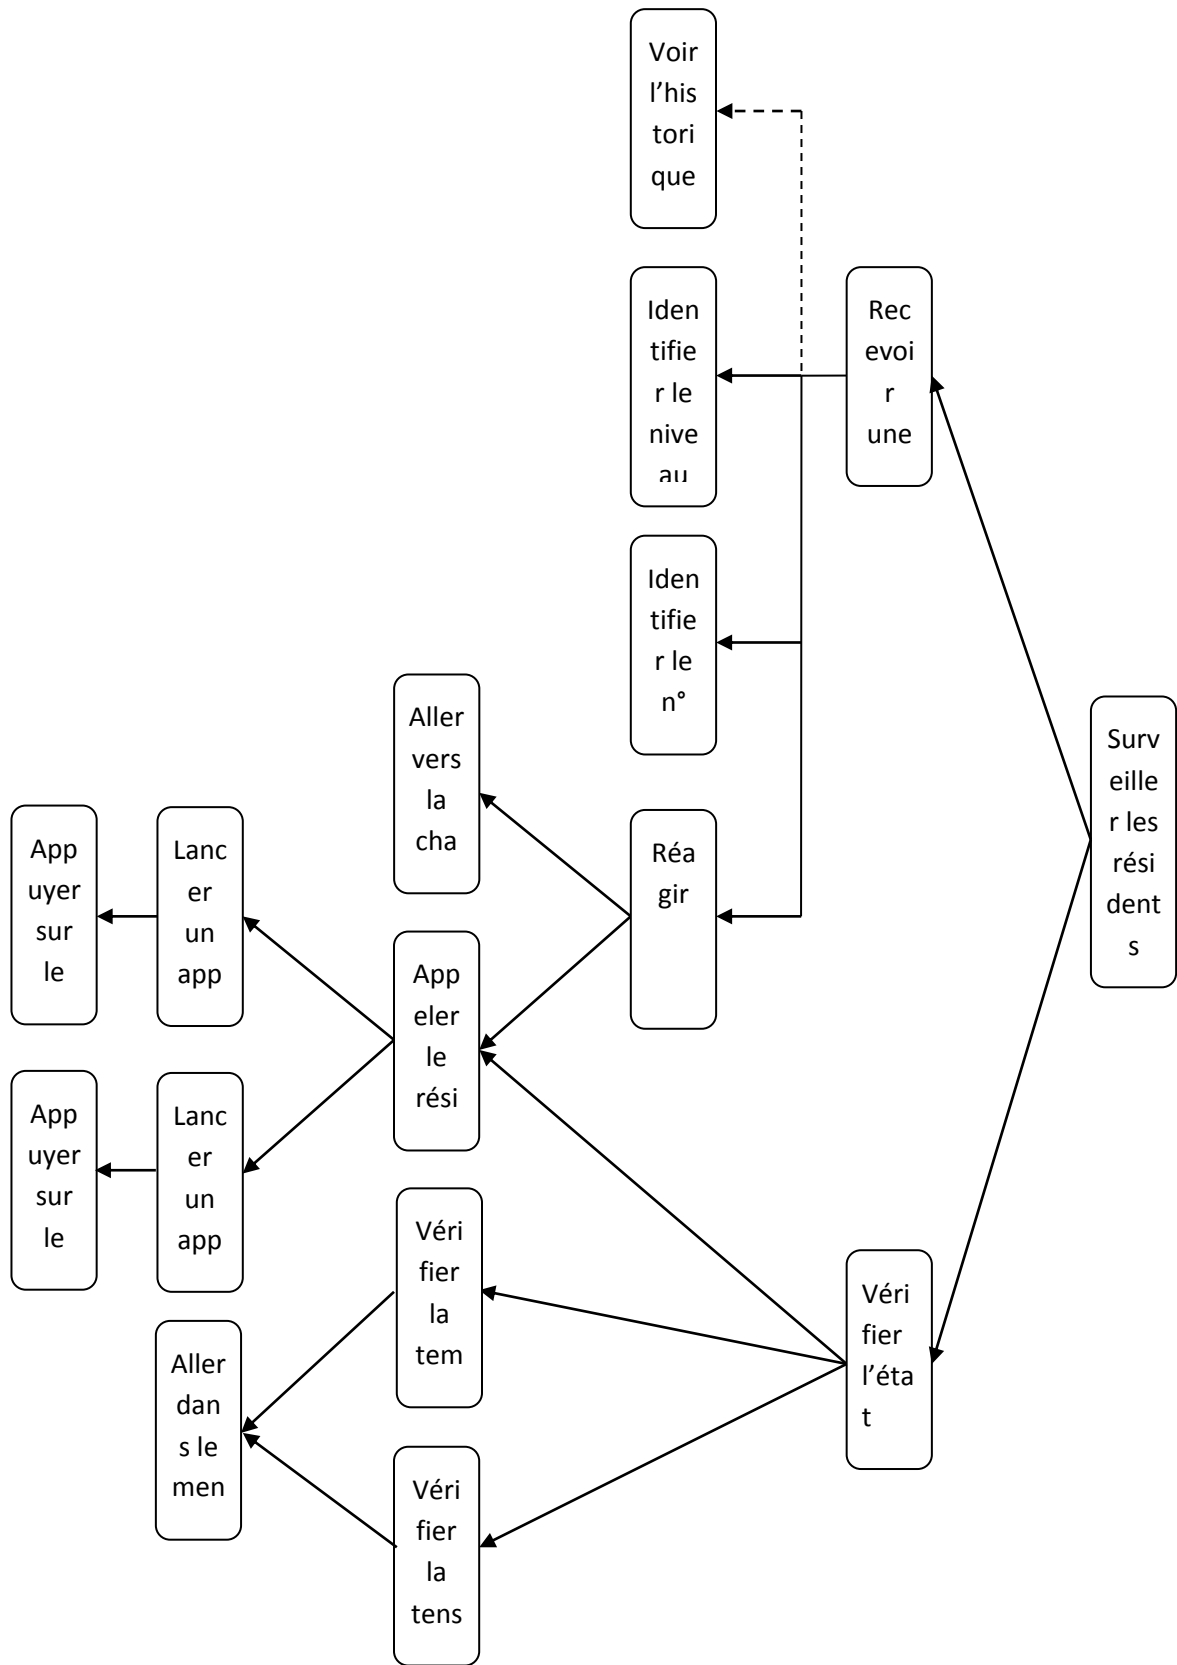 Voir
l’his
tori
que
Iden
tifie
r le
nive
au
Rec
evoi
r
une
Iden
tifie
r le
n°
Aller
vers
la
cha
Surv
eille
r les
rési
dent
s
App
uyer
sur
le
Lanc
er
un
app
Réa
gir
App
eler
le
rési
App
uyer
sur
le
Lanc
er
un
app
Véri
fier
la
tem
Véri
fier
l’éta
t
Aller
dan
s le
men
Véri
fier
la
tens